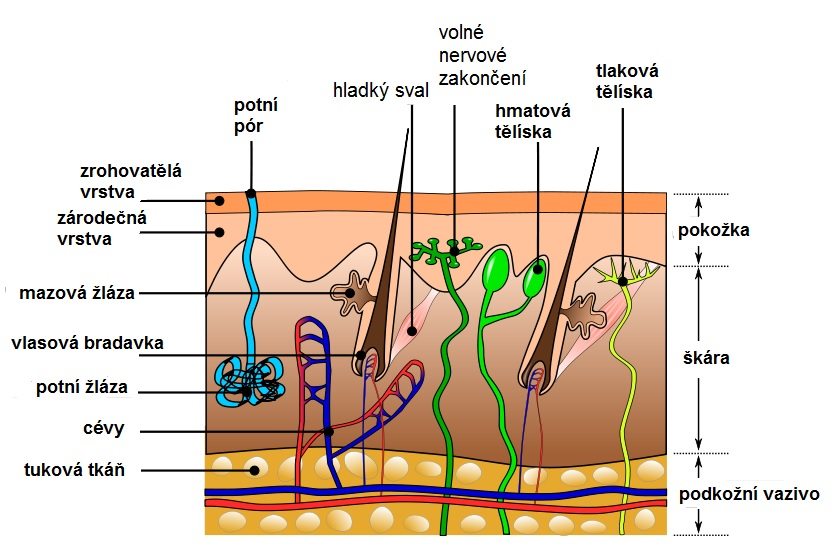 volné
nervové
zakončení
tlaková
tělíska
hladký sval
potní
pór
hmatová
tělíska
zrohovatělá
vrstva
zárodečná
vrstva
pokožka
mazová žláza
vlasová bradavka
škára
potní žláza
cévy
tuková tkáň
podkožní vazivo